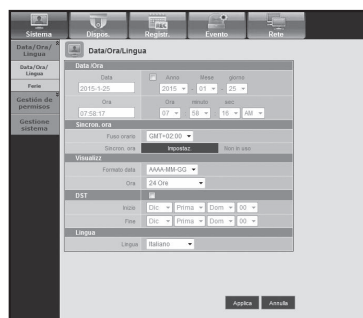 Sistema Dispos. Registr. Evento Rete
REC
Data/Ora/
Lingua
Data/Ora/
Lingua
Ferie
Gestión de
permisos
Gestione
sistema
Data/Ora/Lingua
Data /Ora
Data Anno Mese giorno
2015-1-25 2015 - 01 - 25
Ora Ora minuto sec.
07:58:17 07 : 58 : 16 AM
Sincron. ora
Fuso orario GMT+02:00
Sincron. ora Impostaz Non in uso
Visualizz
Formato data AAAA-MM-GG
Ora 24 Ore
DST
Inizio Dic Prima Dom 00
Fine Dic Prima Dom 00
Lingua
Lingua Italiano
Applica Annulla